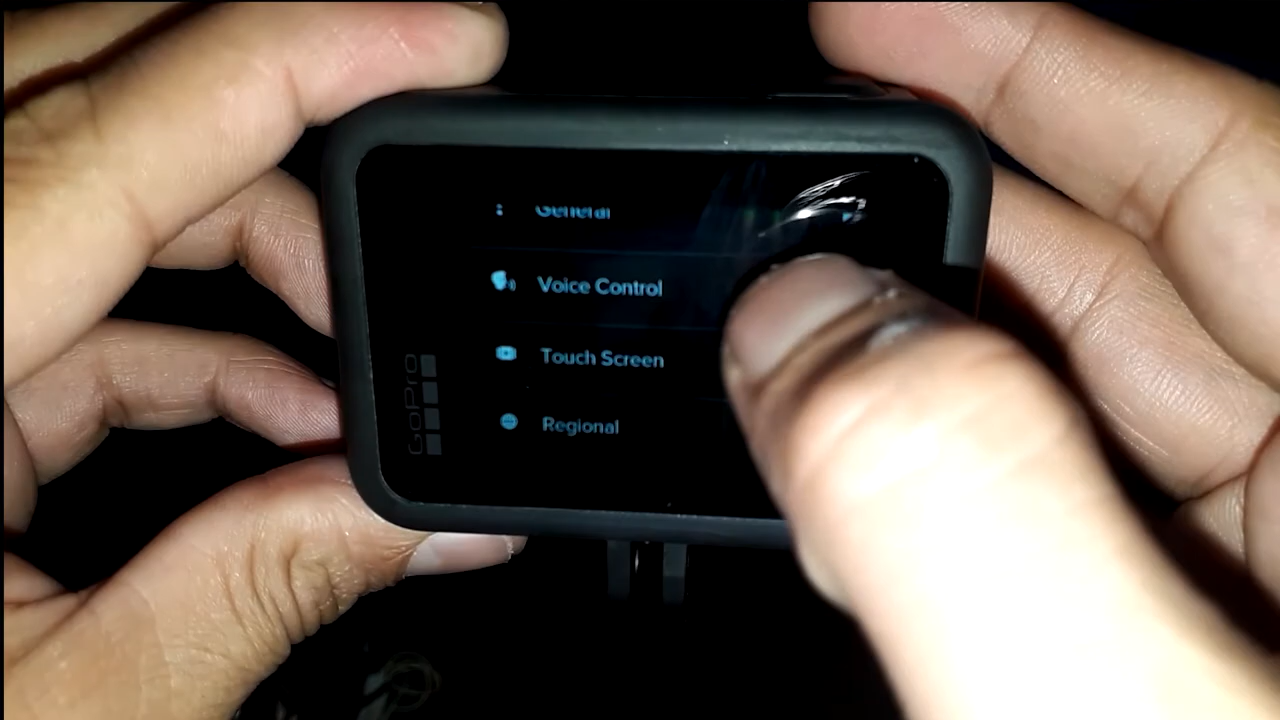 General
Voice Control
Touch Screen
Regional
GoPro